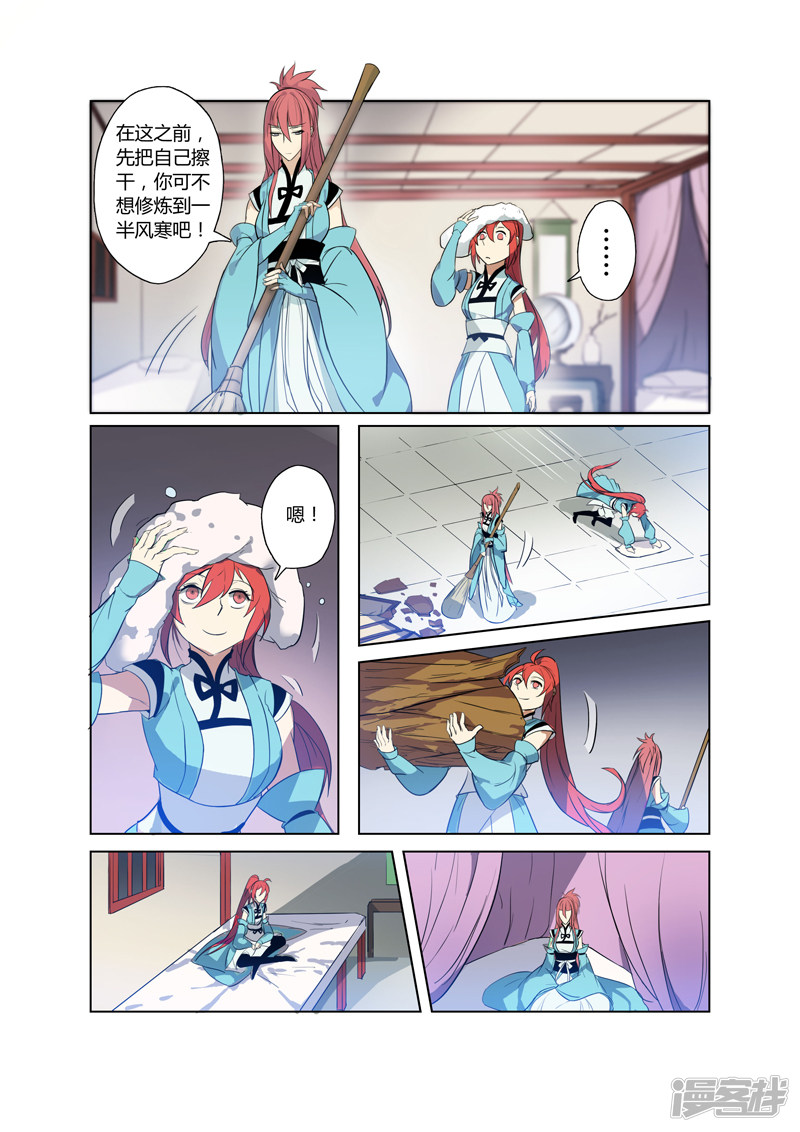 在这之前，
先把自己擦
干，你可不
想修炼到一
半风寒吧！
……
嗯！
漫客栈